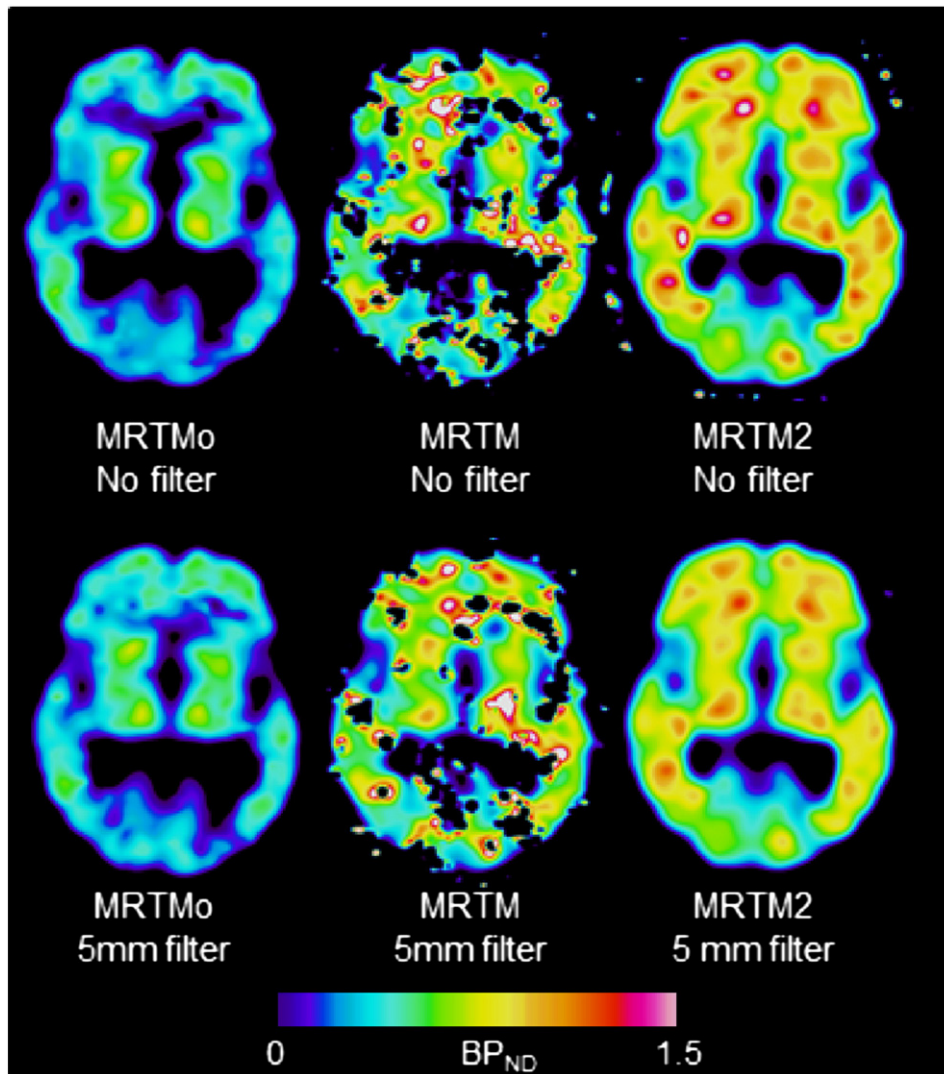 MRTMo
No filter
MRTM
No filter
MRTM2
No filter
MRTMo
5mm filter
MRTM
5mm filter
MRTM2
5 mm filter
0 BPND 1.5